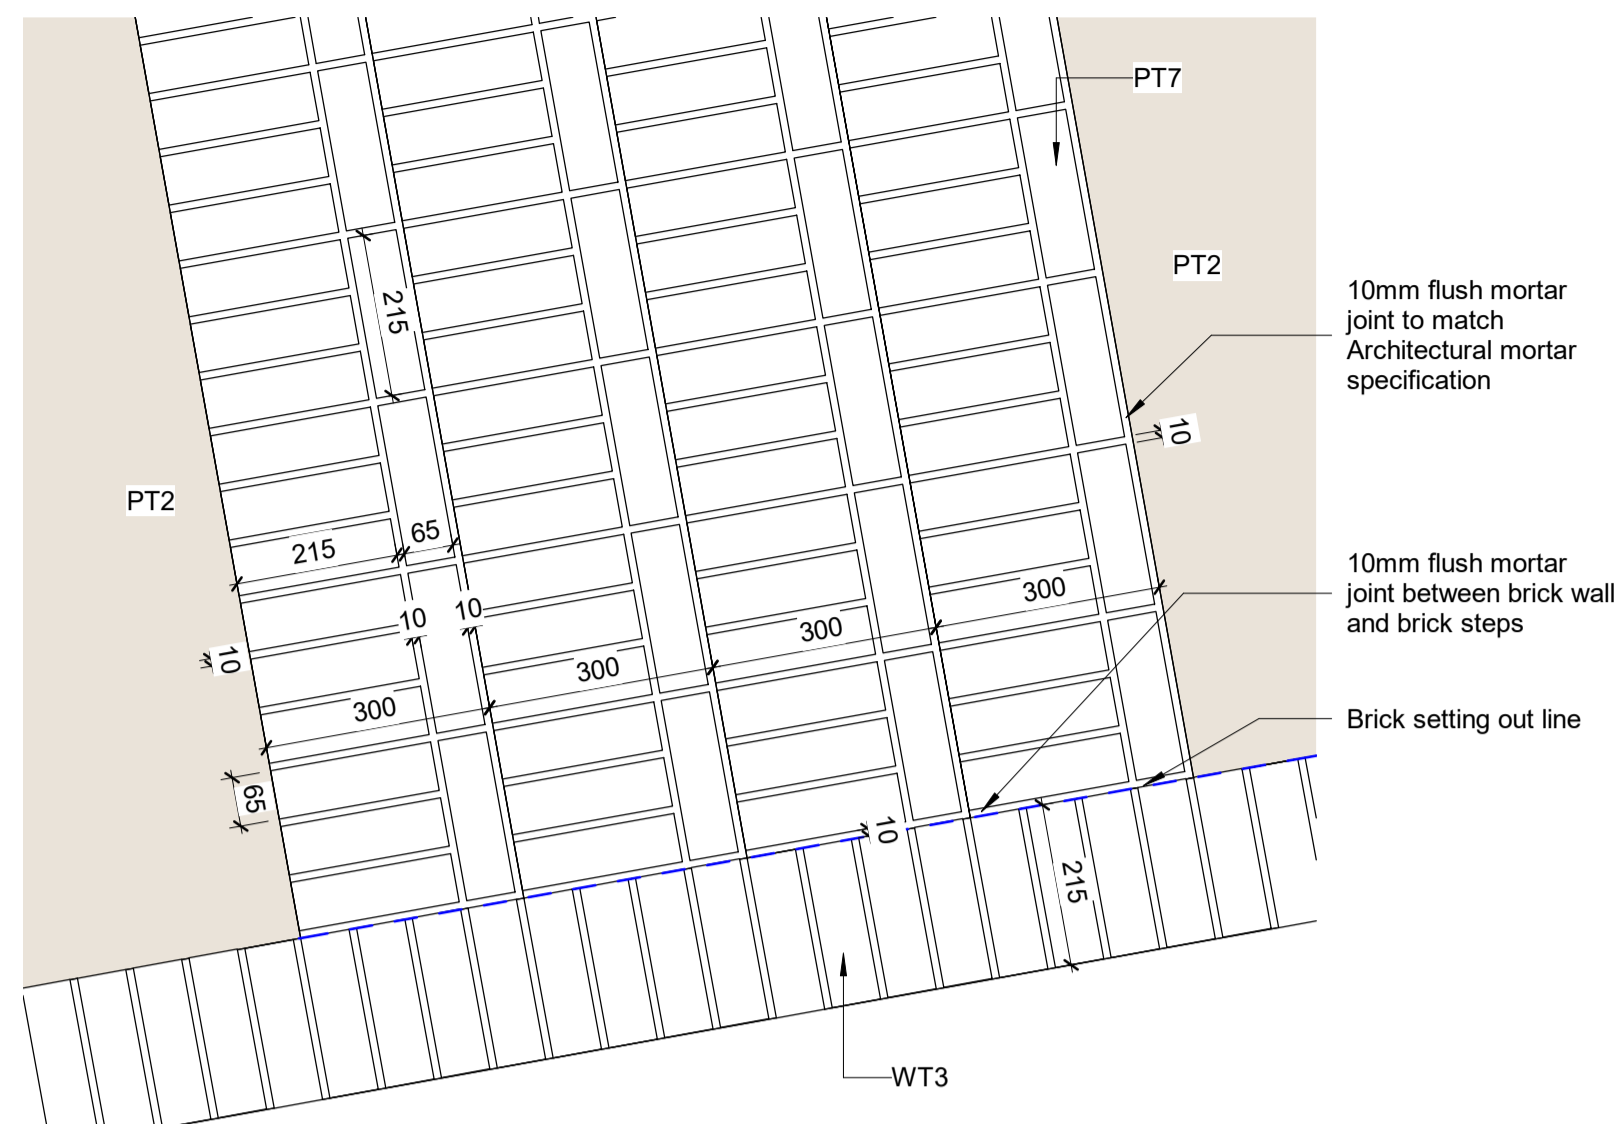 PT7
PT2
10mm flush mortar
joint to match
Architectural mortar
specification
215
10
PT2
215
65
10mm flush mortar
joint between brick wall
and brick steps
300
10
10
300
10
300
300
Brick setting out line
65
10
215
WT3